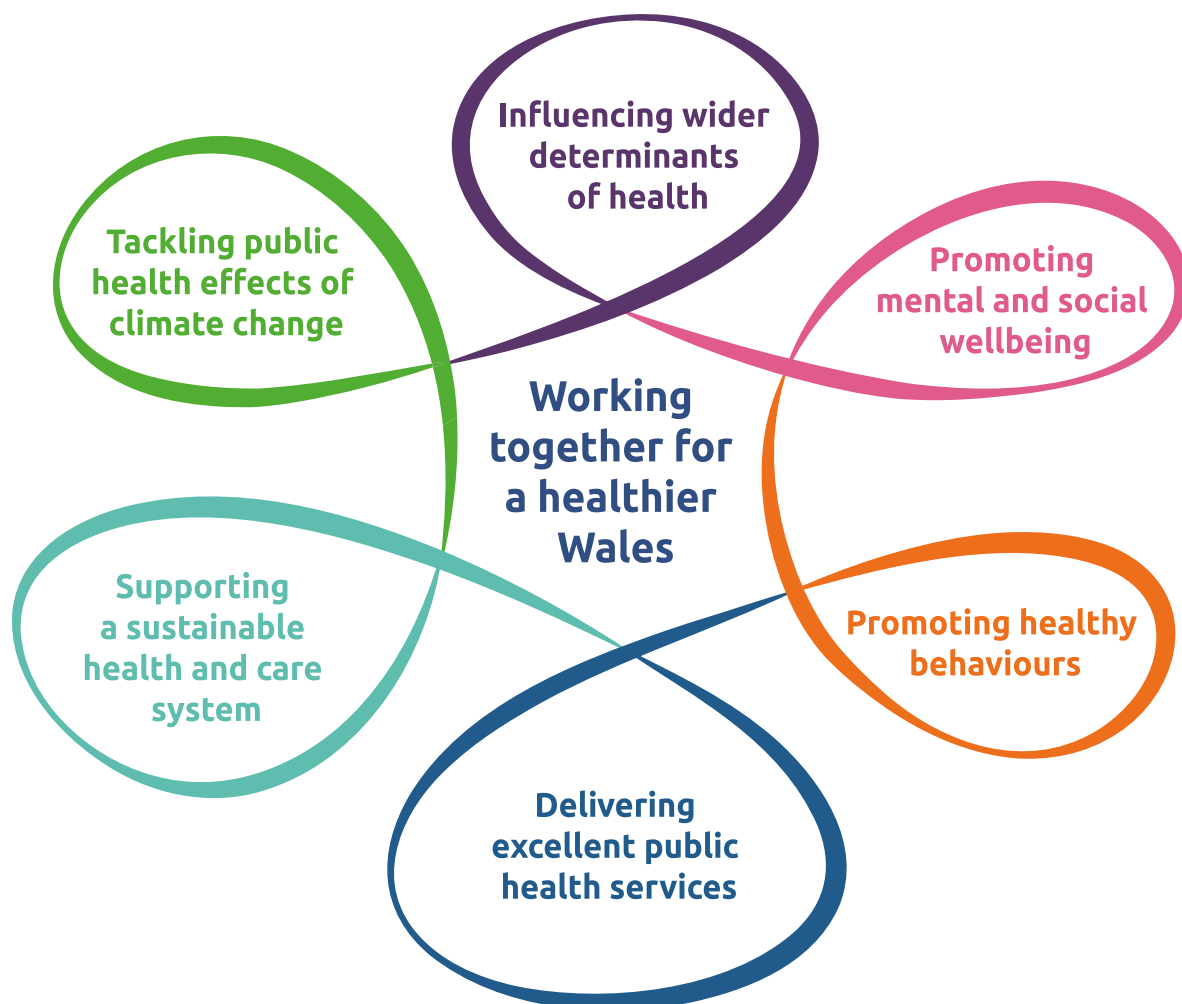 Influencing wider
determinants
of health
Promoting
mental and social
wellbeing
Promoting healthy
behaviours
Delivering
excellent public
health services
Supporting
a sustainable
health and care
system
Tackling public
health effects of
climate change
Working
together for
a healthier
Wales